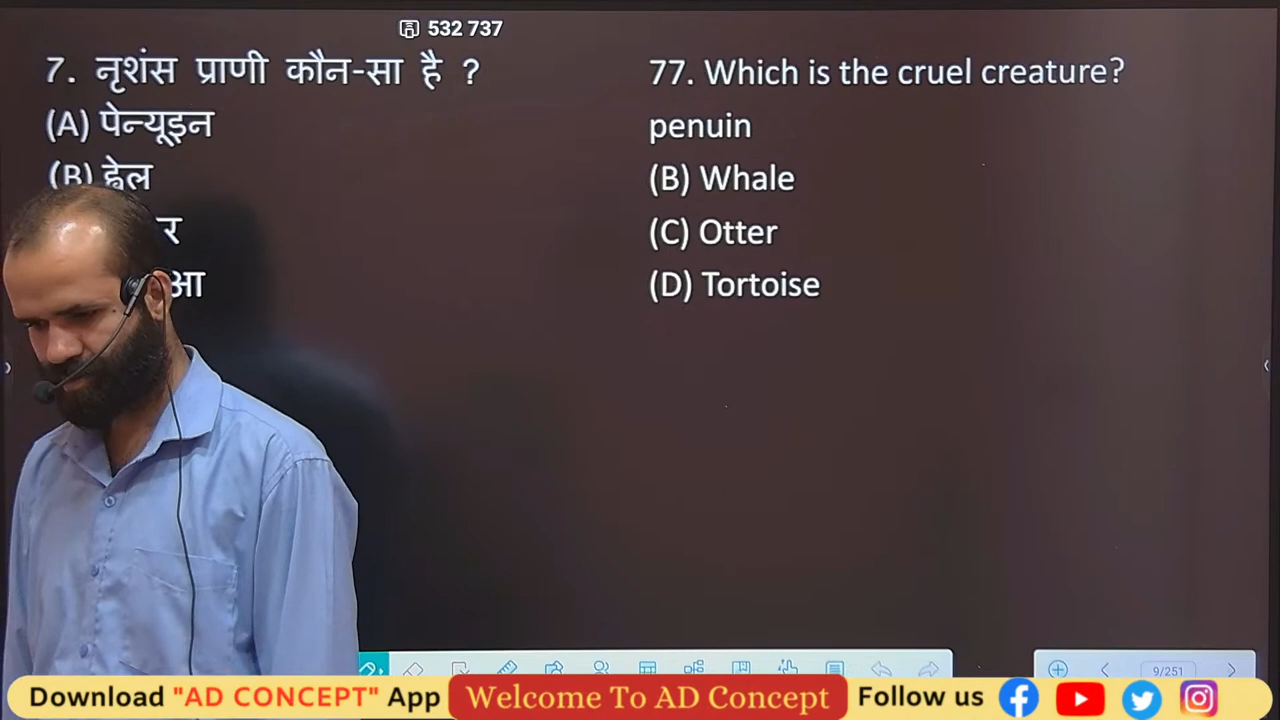 532 737
7. नृशंस प्राणी कौन-सा है ?
(A) पेन्यूइन
(B) ह्वेल
र
आ
77. Which is the cruel creature?
penuin
(B) Whale
(C) Otter
(D) Tortoise
9/251
Download "AD CONCEPT" App
Welcome To AD Concept
Follow us